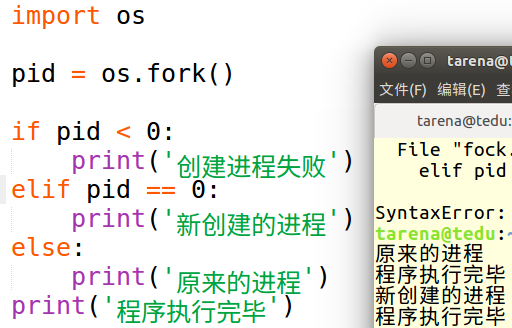 import os
pid = os.fork()
if pid < 0:
    print('创建进程失败')
elif pid == 0:
    print('新创建的进程')
else:
    print('原来的进程')
print('程序执行完毕')
tarena@t
文件(F) 编辑(E) 查
tarena@tedu:
  File "fock.
    elif pid
SyntaxError:
tarena@tedu:~
原来的进程
程序执行完毕
新创建的进程
程序执行完毕